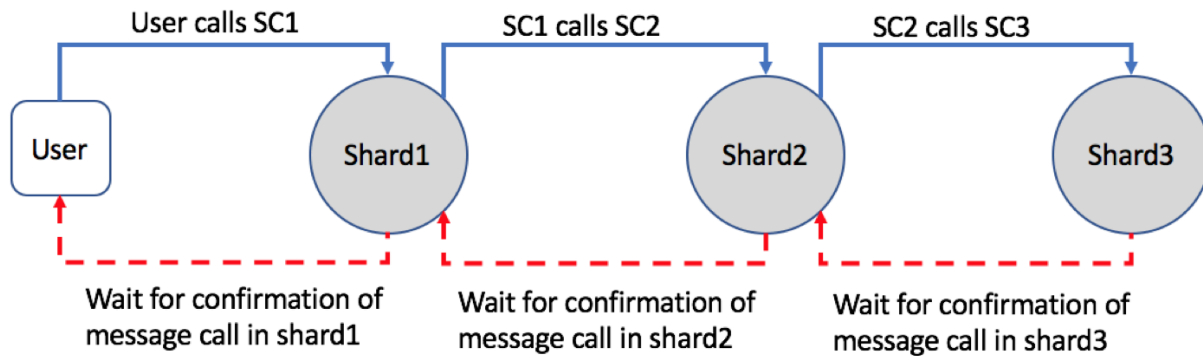 User calls SC1
SC1 calls SC2
SC2 calls SC3
User
Shard1
Shard2
Shard3
Wait for confirmation of
message call in shard1
Wait for confirmation of
message call in shard2
Wait for confirmation of
message call in shard3